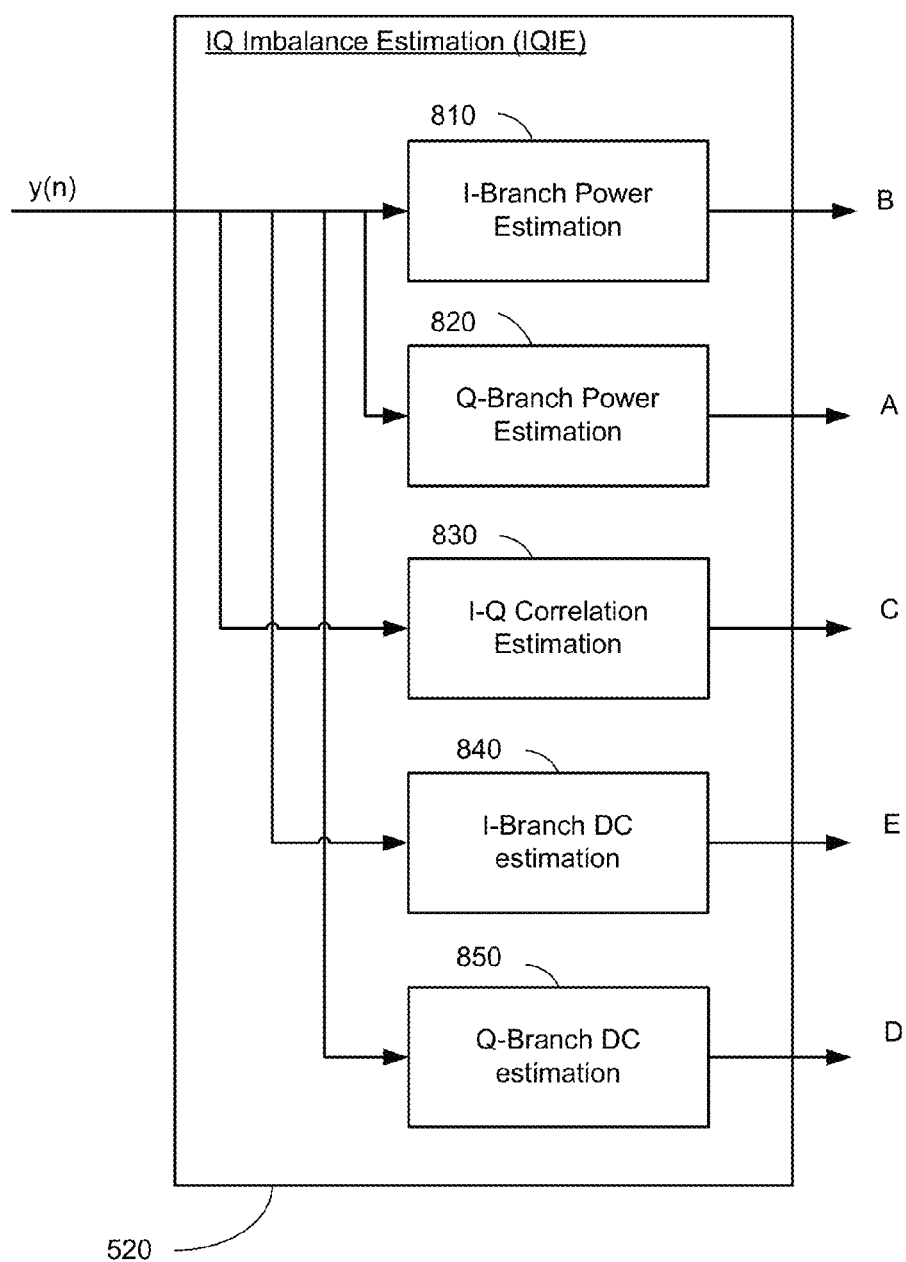 IQ Imbalance Estimation (IQIE)
810
y(n)
I-Branch Power
Estimation
B
820
Q-Branch Power
Estimation
A
830
I-Q Correlation
Estimation
C
840
I-Branch DC
estimation
E
850
Q-Branch DC
estimation
D
520